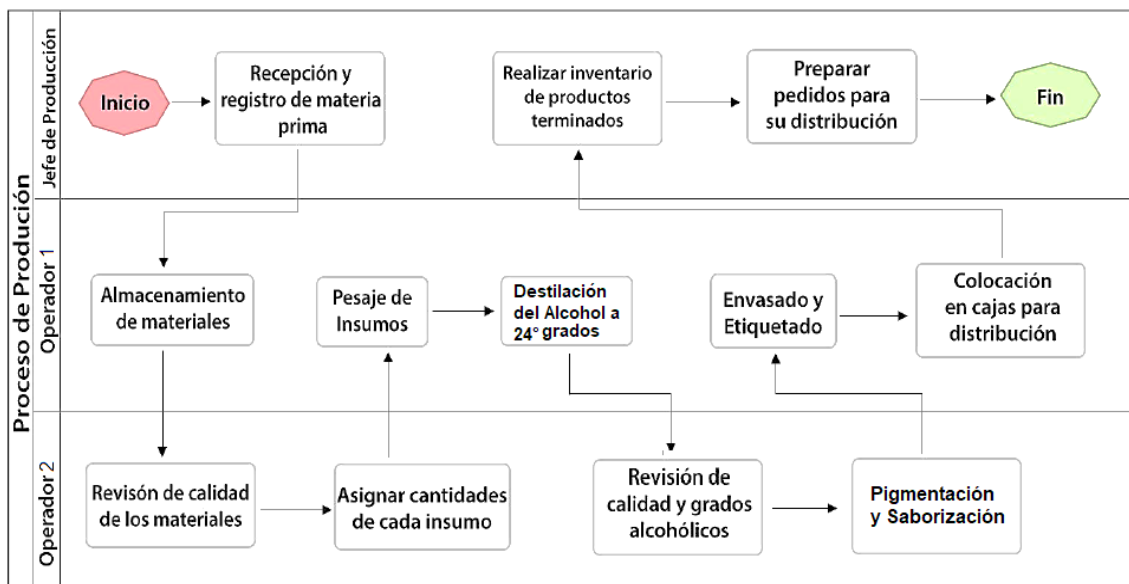 Proceso de Produción
Jefe de Producción
Inicio
Recepción y
registro de materia
prima
Realizar inventario
de productos
terminados
Preparar
pedidos para
su distribución
Fin
Operador 1
Almacenamiento
de materiales
Pesaje de
Insumos
Destilación
del Alcohol a
24° grados
Envasado y
Etiquetado
Colocación
en cajas para
distribución
Operador 2
Revisón de calidad
de los materiales
Asignar cantidades
de cada insumo
Revisión de
calidad y grados
alcohólicos
Pigmentación
y Saborización